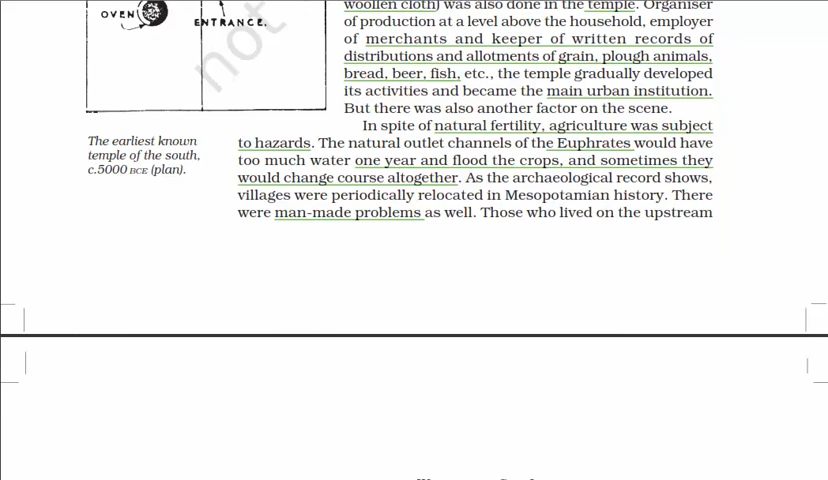 woollen cloth) was also done in the temple. Organiser
of production at a level above the household, employer
of merchants and keeper of written records of
distributions and allotments of grain, plough animals,
bread, beer, fish, etc., the temple gradually developed
its activities and became the main urban institution.
But there was also another factor on the scene.
OVEN
ENTRANCE.
not
The earliest known
temple of the south,
c.5000 BCE (plan).
In spite of natural fertility, agriculture was subject
to hazards. The natural outlet channels of the Euphrates would have
too much water one year and flood the crops, and sometimes they
would change course altogether. As the archaeological record shows,
villages were periodically relocated in Mesopotamian history. There
were man-made problems as well. Those who lived on the upstream